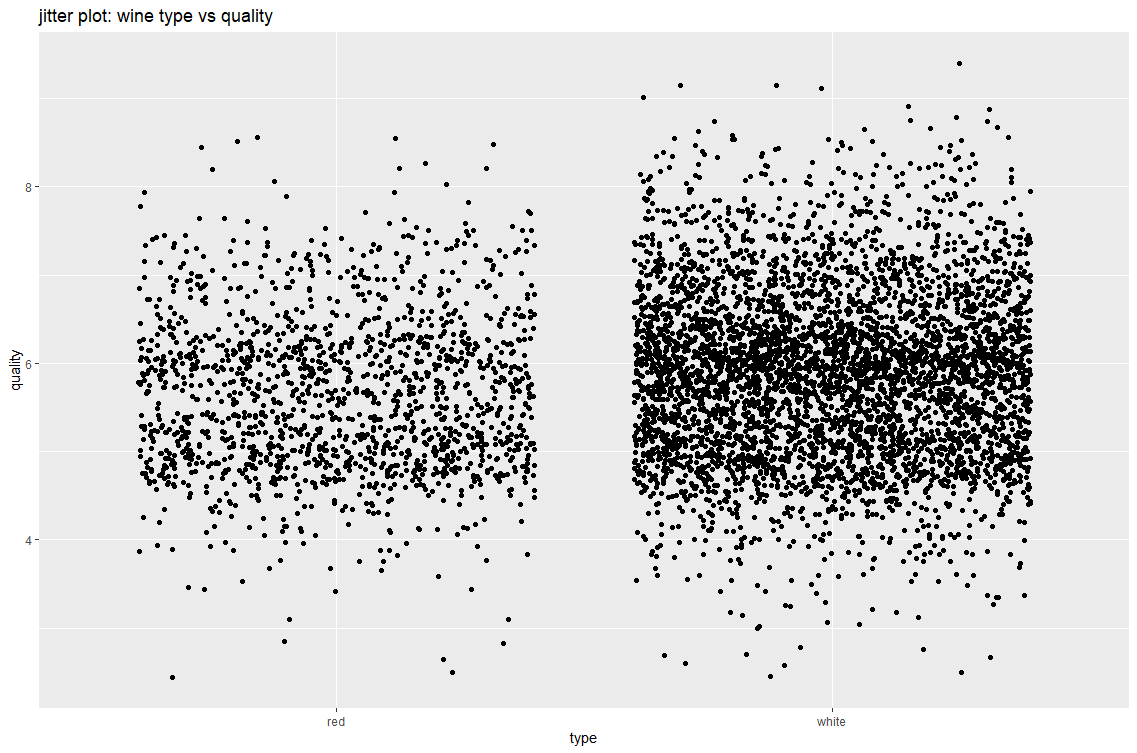 jitter plot: wine type vs quality
quality
8
6
4
red
white
type